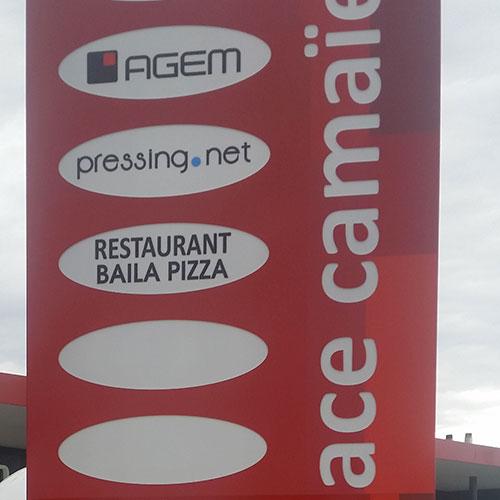 AGEM
pressing.net
RESTAURANT
BAILA PIZZA
ace camaïe